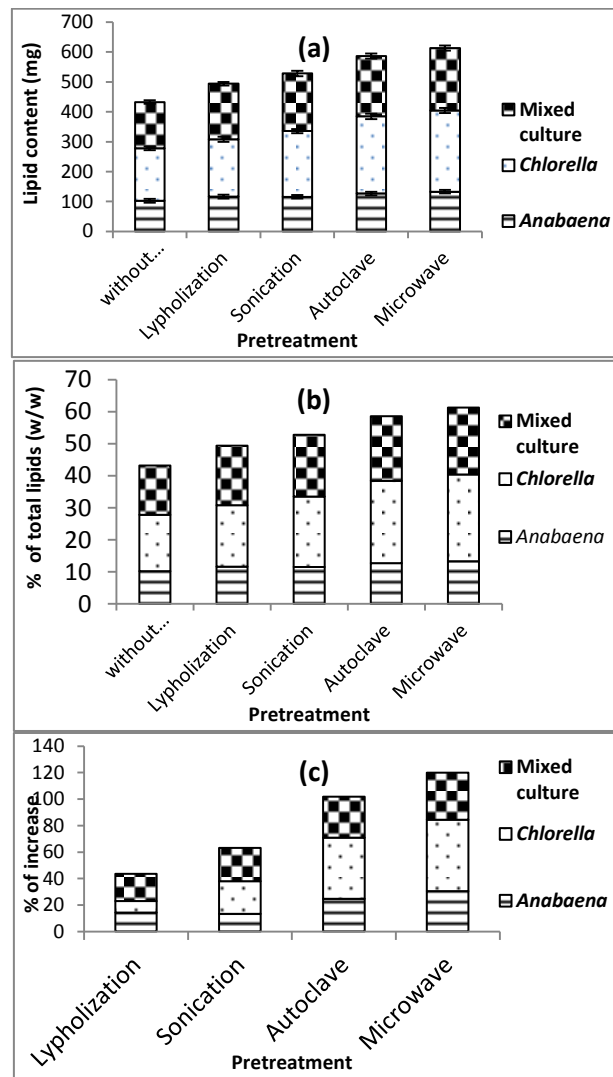 (a)
Lipid content (mg)
700
600
500
400
300
200
100
0
without...
Lypholization
Sonication
Autoclave
Microwave
Pretreatment
Mixed
culture
Chlorella
Anabaena
(b)
% of total lipids (w/w)
70
60
50
40
30
20
10
0
without...
Lypholization
Sonication
Autoclave
Microwave
Pretreatment
Mixed
culture
Chlorella
Anabaena
(c)
% of increase
140
120
100
80
60
40
20
0
Lypholization
Sonication
Autoclave
Microwave
Pretreatment
Mixed
culture
Chlorella
Anabaena